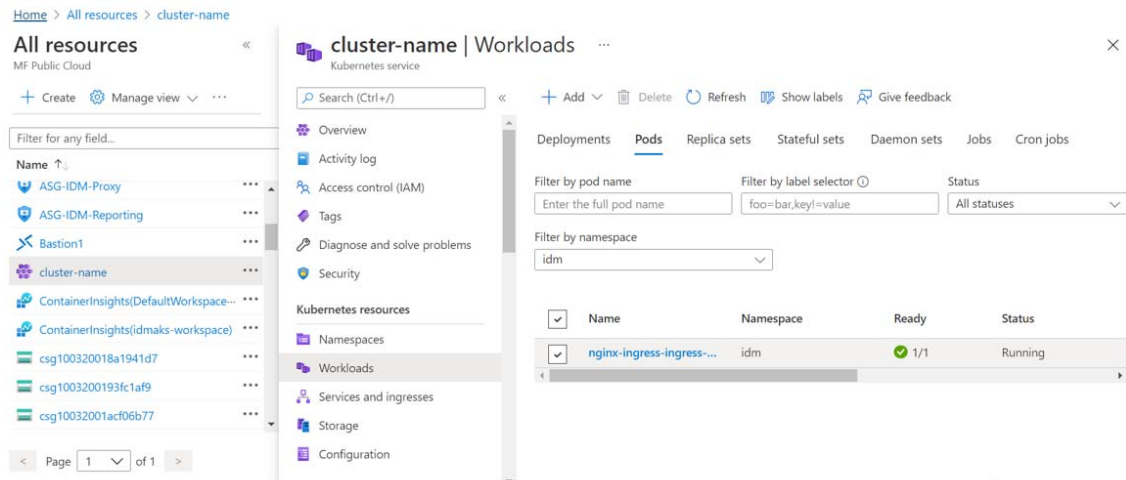 Home > All resources > cluster-name
All resources
MF Public Cloud
+ Create Manage view ...
Filter for any field...
Name ↑↓
ASG-IDM-Proxy ...
ASG-IDM-Reporting ...
Bastion1 ...
cluster-name ...
ContainerInsights(DefaultWorkspace... ...
ContainerInsights(idmaks-workspace) ...
csg100320018a1941d7 ...
csg100320193fc1af9 ...
csg10032001acf06b77 ...
< Page 1 of 1 >
cluster-name | Workloads ...
Kubernetes service
Search (Ctrl+/)
Overview
Activity log
Access control (IAM)
Tags
Diagnose and solve problems
Security
Kubernetes resources
Namespaces
Workloads
Services and ingresses
Storage
Configuration
+ Add Delete Refresh Show labels Give feedback
Deployments Pods Replica sets Stateful sets Daemon sets Jobs Cron jobs
Filter by pod name Filter by label selector Status
Enter the full pod name foo=bar,key!=value All statuses
Filter by namespace
idm
Name Namespace Ready Status
nginx-ingress-ingress-... idm 1/1 Running